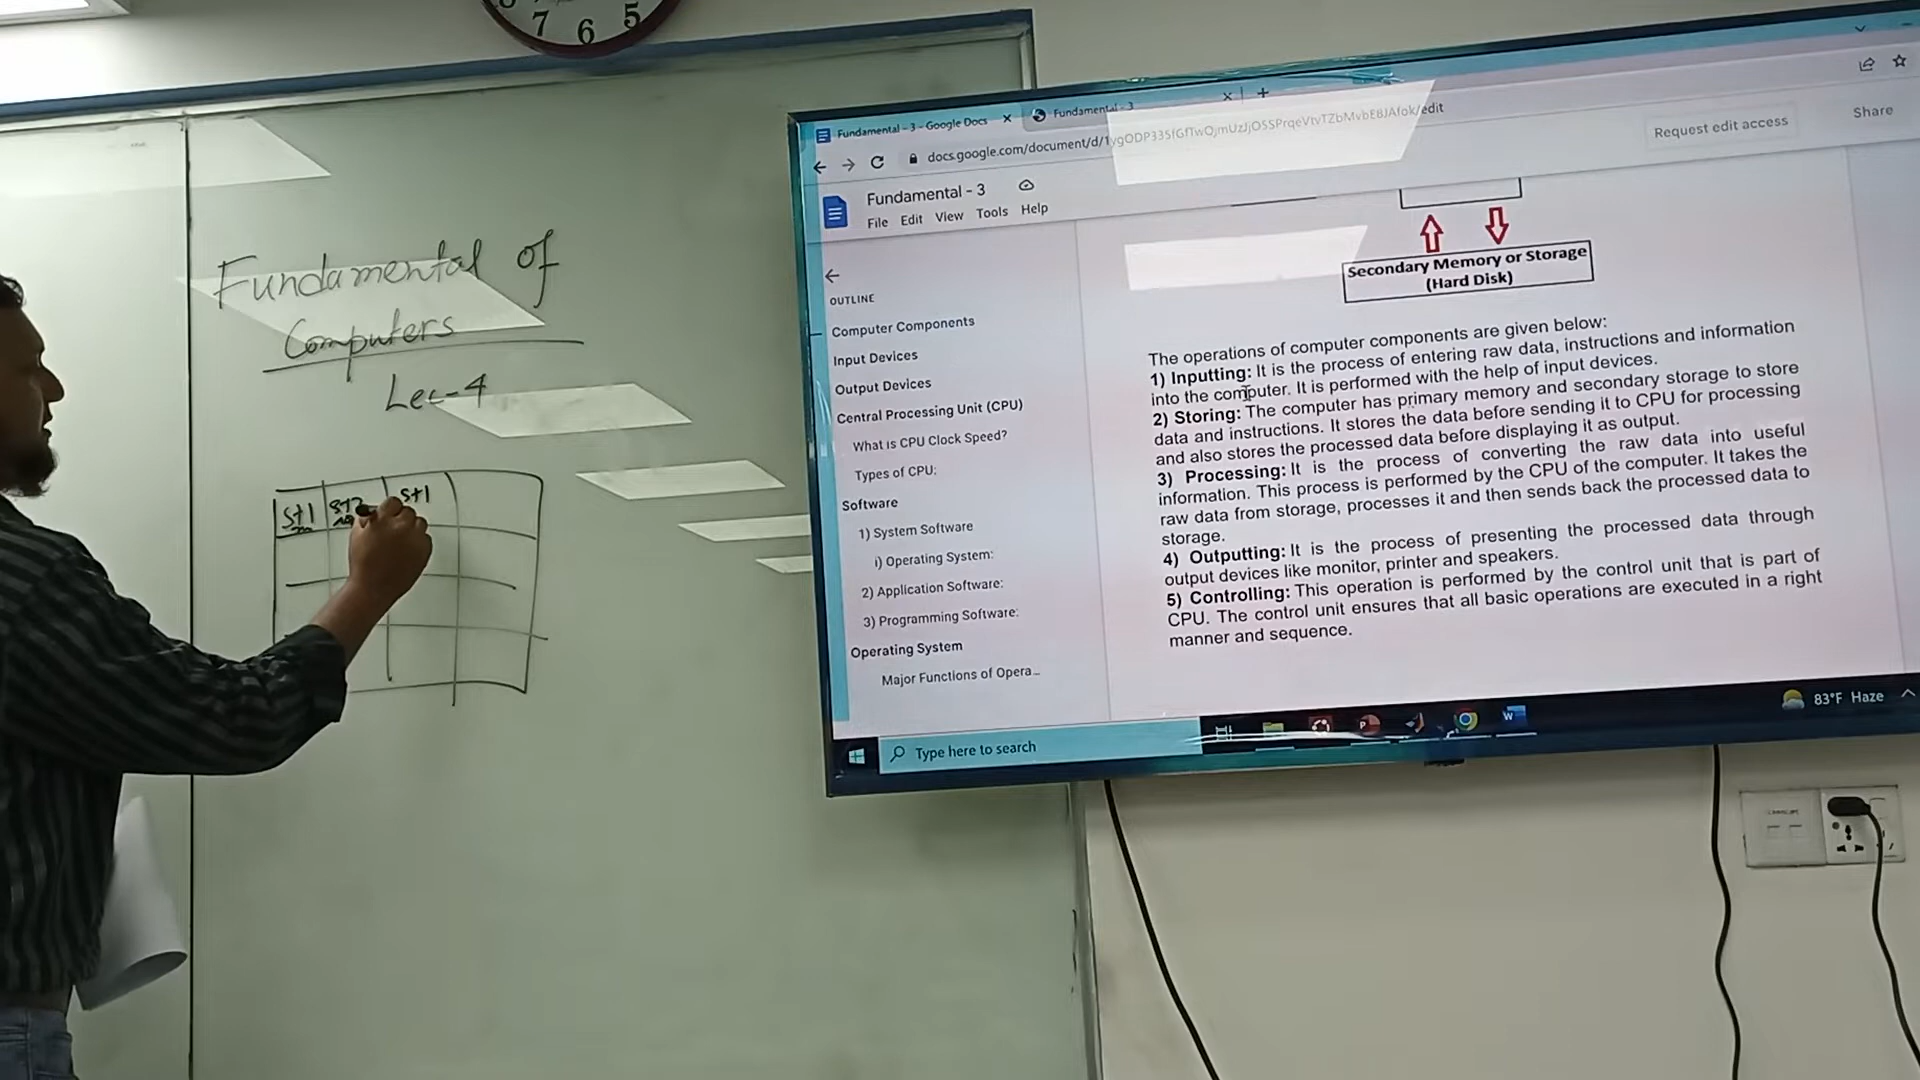 7 6 5
Fundamental of
Computers
Lec-4
st1 st2 st1
Fundamental - 3 - Google Docs
Fundamental - 3
docs.google.com/document/d/
/edit
Request edit access
Share
Fundamental - 3
File Edit View Tools Help
OUTLINE
Computer Components
Input Devices
Output Devices
Central Processing Unit (CPU)
What is CPU Clock Speed?
Types of CPU:
Software
1) System Software
i) Operating System:
2) Application Software:
3) Programming Software:
Operating System
Major Functions of Opera...
Secondary Memory or Storage
(Hard Disk)
The operations of computer components are given below:
1) Inputting: It is the process of entering raw data, instructions and information
into the computer. It is performed with the help of input devices.
2) Storing: The computer has primary memory and secondary storage to store
data and instructions. It stores the data before sending it to CPU for processing
and also stores the processed data before displaying it as output.
3) Processing: It is the process of converting the raw data into useful
information. This process is performed by the CPU of the computer. It takes the
raw data from storage, processes it and then sends back the processed data to
storage.
4) Outputting: It is the process of presenting the processed data through
output devices like monitor, printer and speakers.
5) Controlling: This operation is performed by the control unit that is part of
CPU. The control unit ensures that all basic operations are executed in a right
manner and sequence.
Type here to search
P
W
83°F Haze